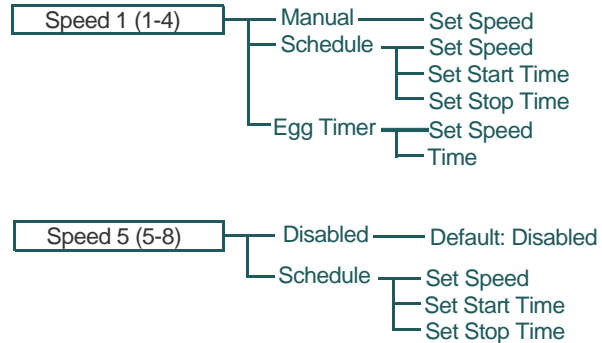 Speed 1 (1-4) Manual Set Speed
Schedule Set Speed
Set Start Time
Set Stop Time
Egg Timer Set Speed
Time
Speed 5 (5-8) Disabled Default: Disabled
Schedule Set Speed
Set Start Time
Set Stop Time